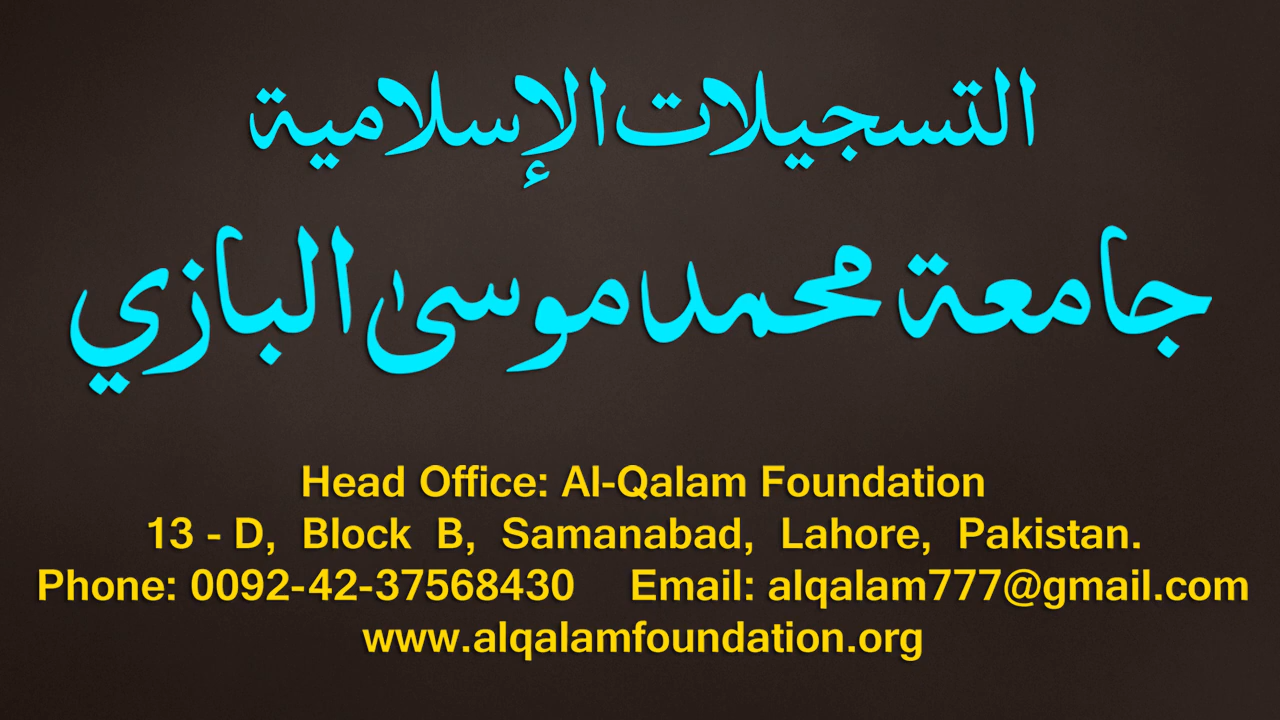 التسجيلات الإسلامية
جامعة محمد موسىٰ البازي
Head Office: Al-Qalam Foundation
13 - D, Block B, Samanabad, Lahore, Pakistan.
Phone: 0092-42-37568430 Email: alqalam777@gmail.com
www.alqalamfoundation.org